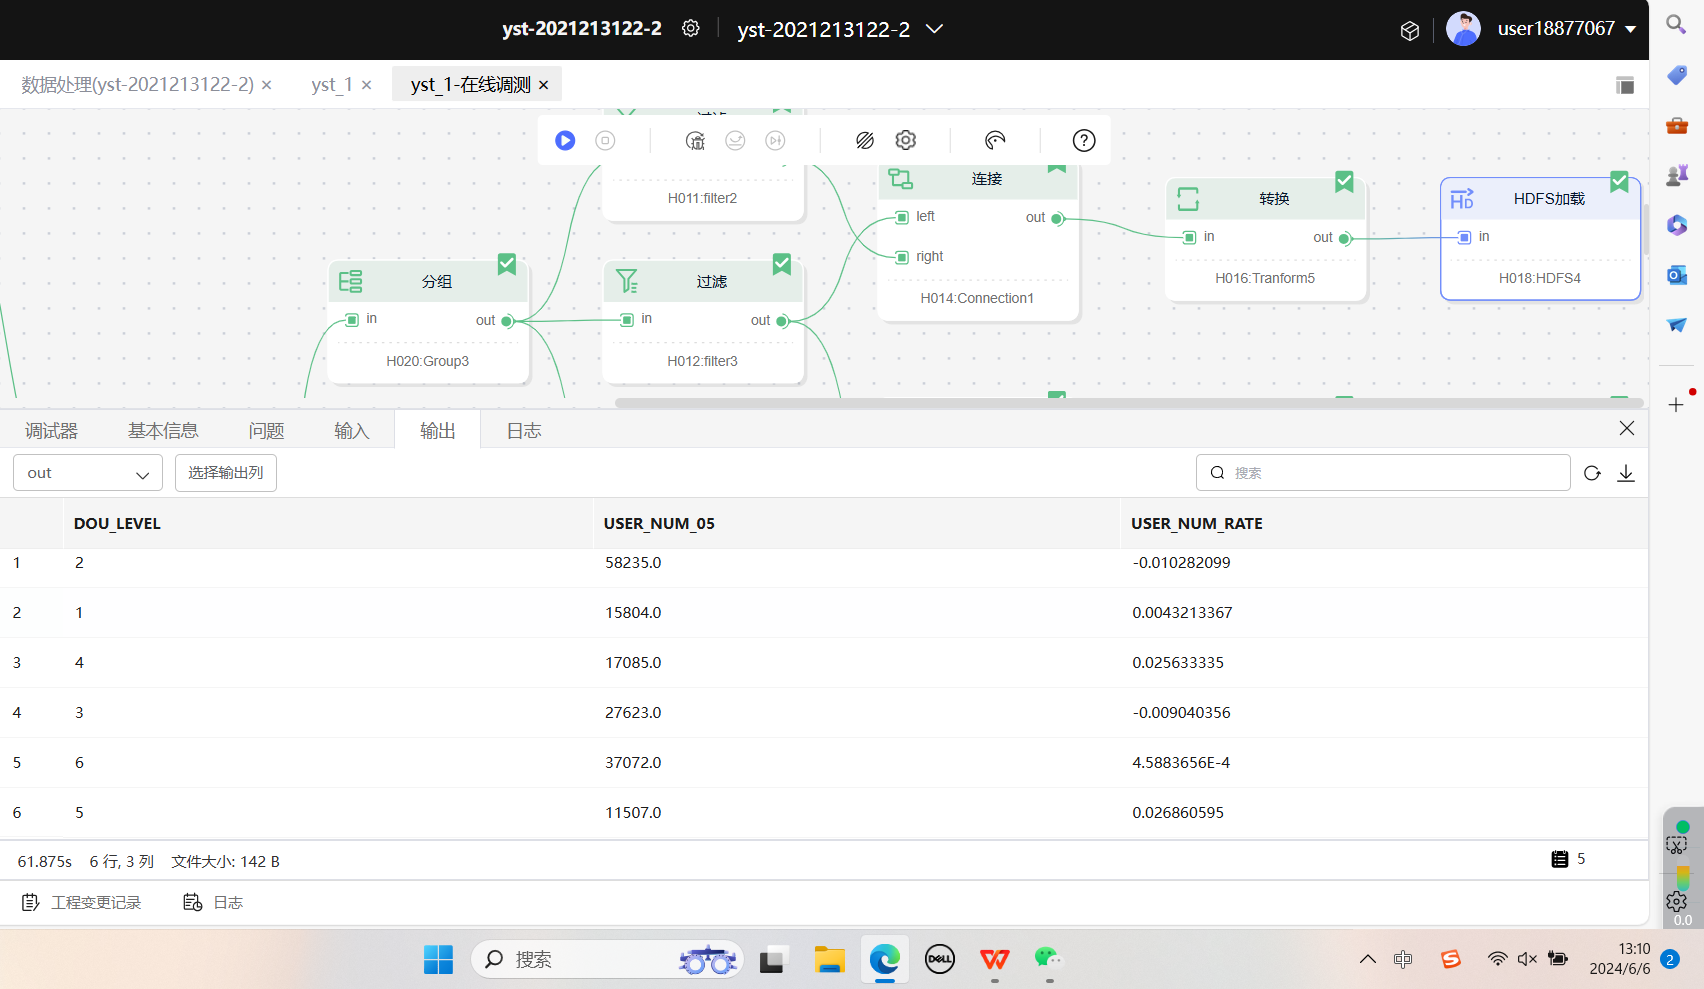 yst-2021213122-2
yst-2021213122-2
user18877067
数据处理(yst-2021213122-2) ×
yst_1 ×
yst_1-在线调测 ×
H011:filter2
连接
left
out
right
H014:Connection1
转换
in
out
H016:Tranform5
HDFS加载
in
H018:HDFS4
分组
in
out
H020:Group3
过滤
in
out
H012:filter3
调试器
基本信息
问题
输入
输出
日志
out
选择输出列
搜索
DOU_LEVEL USER_NUM_05 USER_NUM_RATE
1 2 58235.0 -0.010282099
2 1 15804.0 0.0043213367
3 4 17085.0 0.025633335
4 3 27623.0 -0.009040356
5 6 37072.0 4.5883656E-4
6 5 11507.0 0.026860595
61.875s 6 行, 3 列 文件大小: 142 B
5
工程变更记录
日志
0.0
搜索
DELL
中
13:10
2024/6/6
2